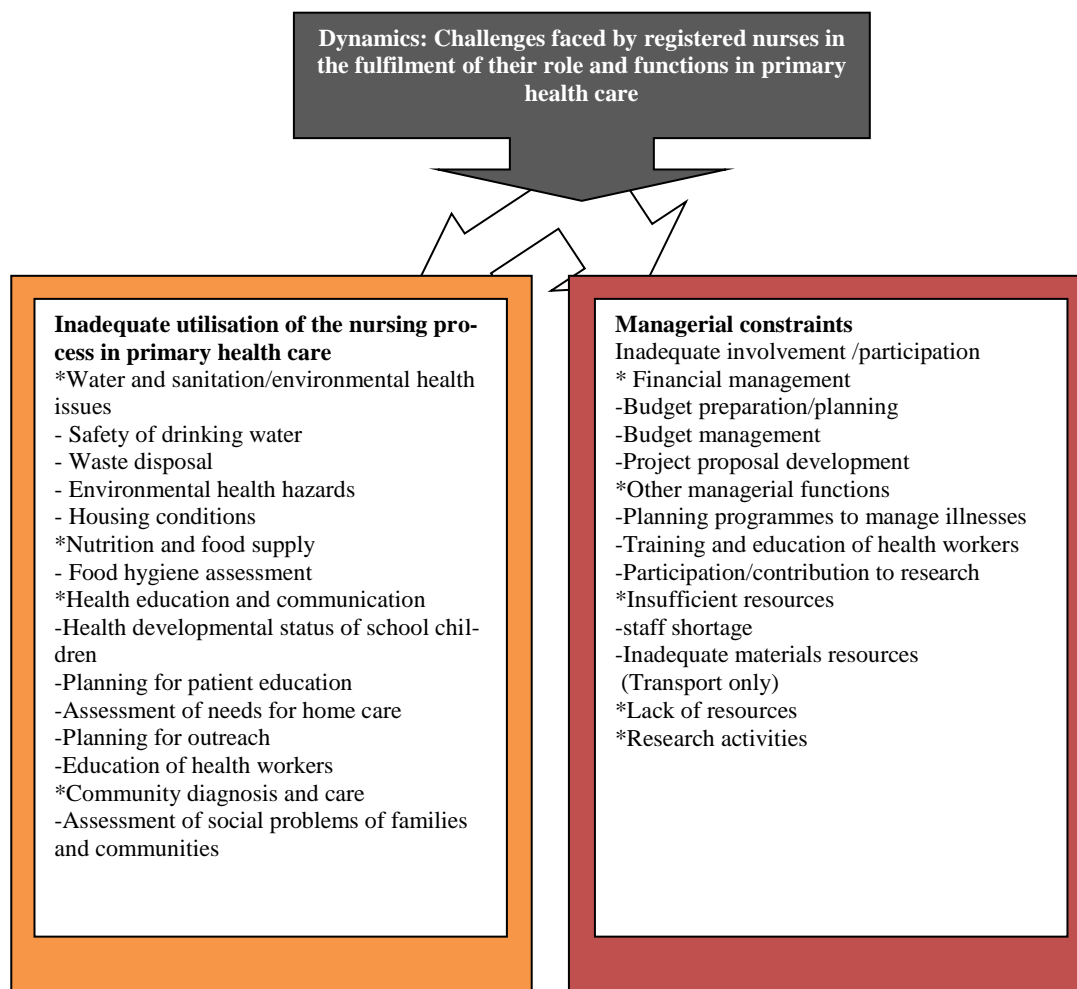 Dynamics: Challenges faced by registered nurses in
the fulfilment of their role and functions in primary
health care
Inadequate utilisation of the nursing pro-
cess in primary health care
*Water and sanitation/environmental health
issues
- Safety of drinking water
- Waste disposal
- Environmental health hazards
- Housing conditions
*Nutrition and food supply
- Food hygiene assessment
*Health education and communication
-Health developmental status of school chil-
dren
-Planning for patient education
-Assessment of needs for home care
-Planning for outreach
-Education of health workers
*Community diagnosis and care
-Assessment of social problems of families
and communities
Managerial constraints
Inadequate involvement /participation
* Financial management
-Budget preparation/planning
-Budget management
-Project proposal development
*Other managerial functions
-Planning programmes to manage illnesses
-Training and education of health workers
-Participation/contribution to research
*Insufficient resources
-staff shortage
-Inadequate materials resources
(Transport only)
*Lack of resources
*Research activities